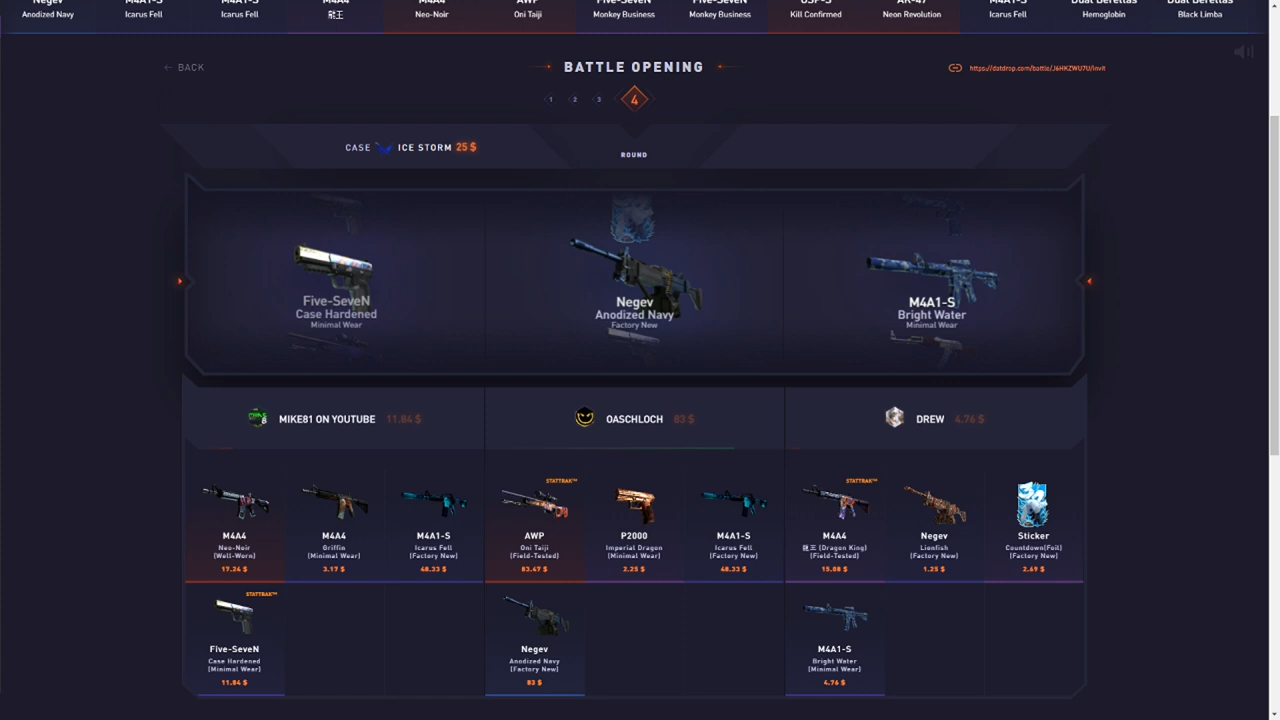 Negev
Anodized Navy
M4A1-S
Icarus Fell
M4A1-S
Icarus Fell
M4A4
龍王
M4A4
Neo-Noir
AWP
Oni Taiji
Five-SeveN
Monkey Business
Five-SeveN
Monkey Business
USP-S
Kill Confirmed
AK-47
Neon Revolution
M4A1-S
Icarus Fell
Dual Berettas
Hemoglobin
Dual Berettas
Black Limba
← BACK
BATTLE OPENING
https://datdrop.com/battle/J6HKZWU7U/invit
1 2 3 4
CASE ICE STORM 25 $
ROUND
Five-SeveN
Case Hardened
Minimal Wear
Negev
Anodized Navy
Factory New
M4A1-S
Bright Water
Minimal Wear
MIKE81 ON YOUTUBE 11.84 $
OASCHLOCH 83 $
DREW 4.76 $
M4A4
Neo-Noir
(Well-Worn)
17.24 $
M4A4
Griffin
(Minimal Wear)
3.17 $
M4A1-S
Icarus Fell
(Factory New)
48.33 $
STATTRAK™
AWP
Oni Taiji
(Field-Tested)
83.47 $
P2000
Imperial Dragon
(Minimal Wear)
2.25 $
M4A1-S
Icarus Fell
(Factory New)
48.33 $
STATTRAK™
M4A4
龍王 (Dragon King)
(Field-Tested)
15.88 $
Negev
Lionfish
(Factory New)
1.25 $
Sticker
Countdown(Foil)
(Factory New)
2.69 $
STATTRAK™
Five-SeveN
Case Hardened
(Minimal Wear)
11.84 $
Negev
Anodized Navy
(Factory New)
83 $
M4A1-S
Bright Water
(Minimal Wear)
4.76 $